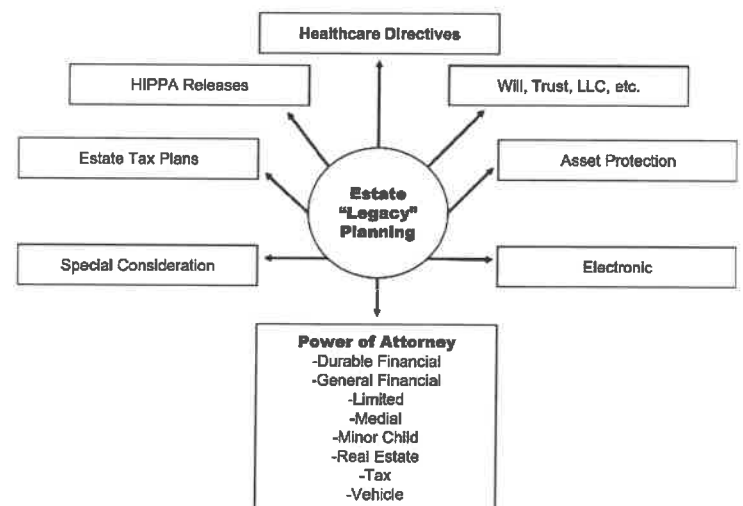 Healthcare Directives
HIPPA Releases
Will, Trust, LLC, etc.
Estate Tax Plans
Asset Protection
Estate
“Legacy”
Planning
Special Consideration
Electronic
Power of Attorney
-Durable Financial
-General Financial
-Limited
-Medial
-Minor Child
-Real Estate
-Tax
-Vehicle